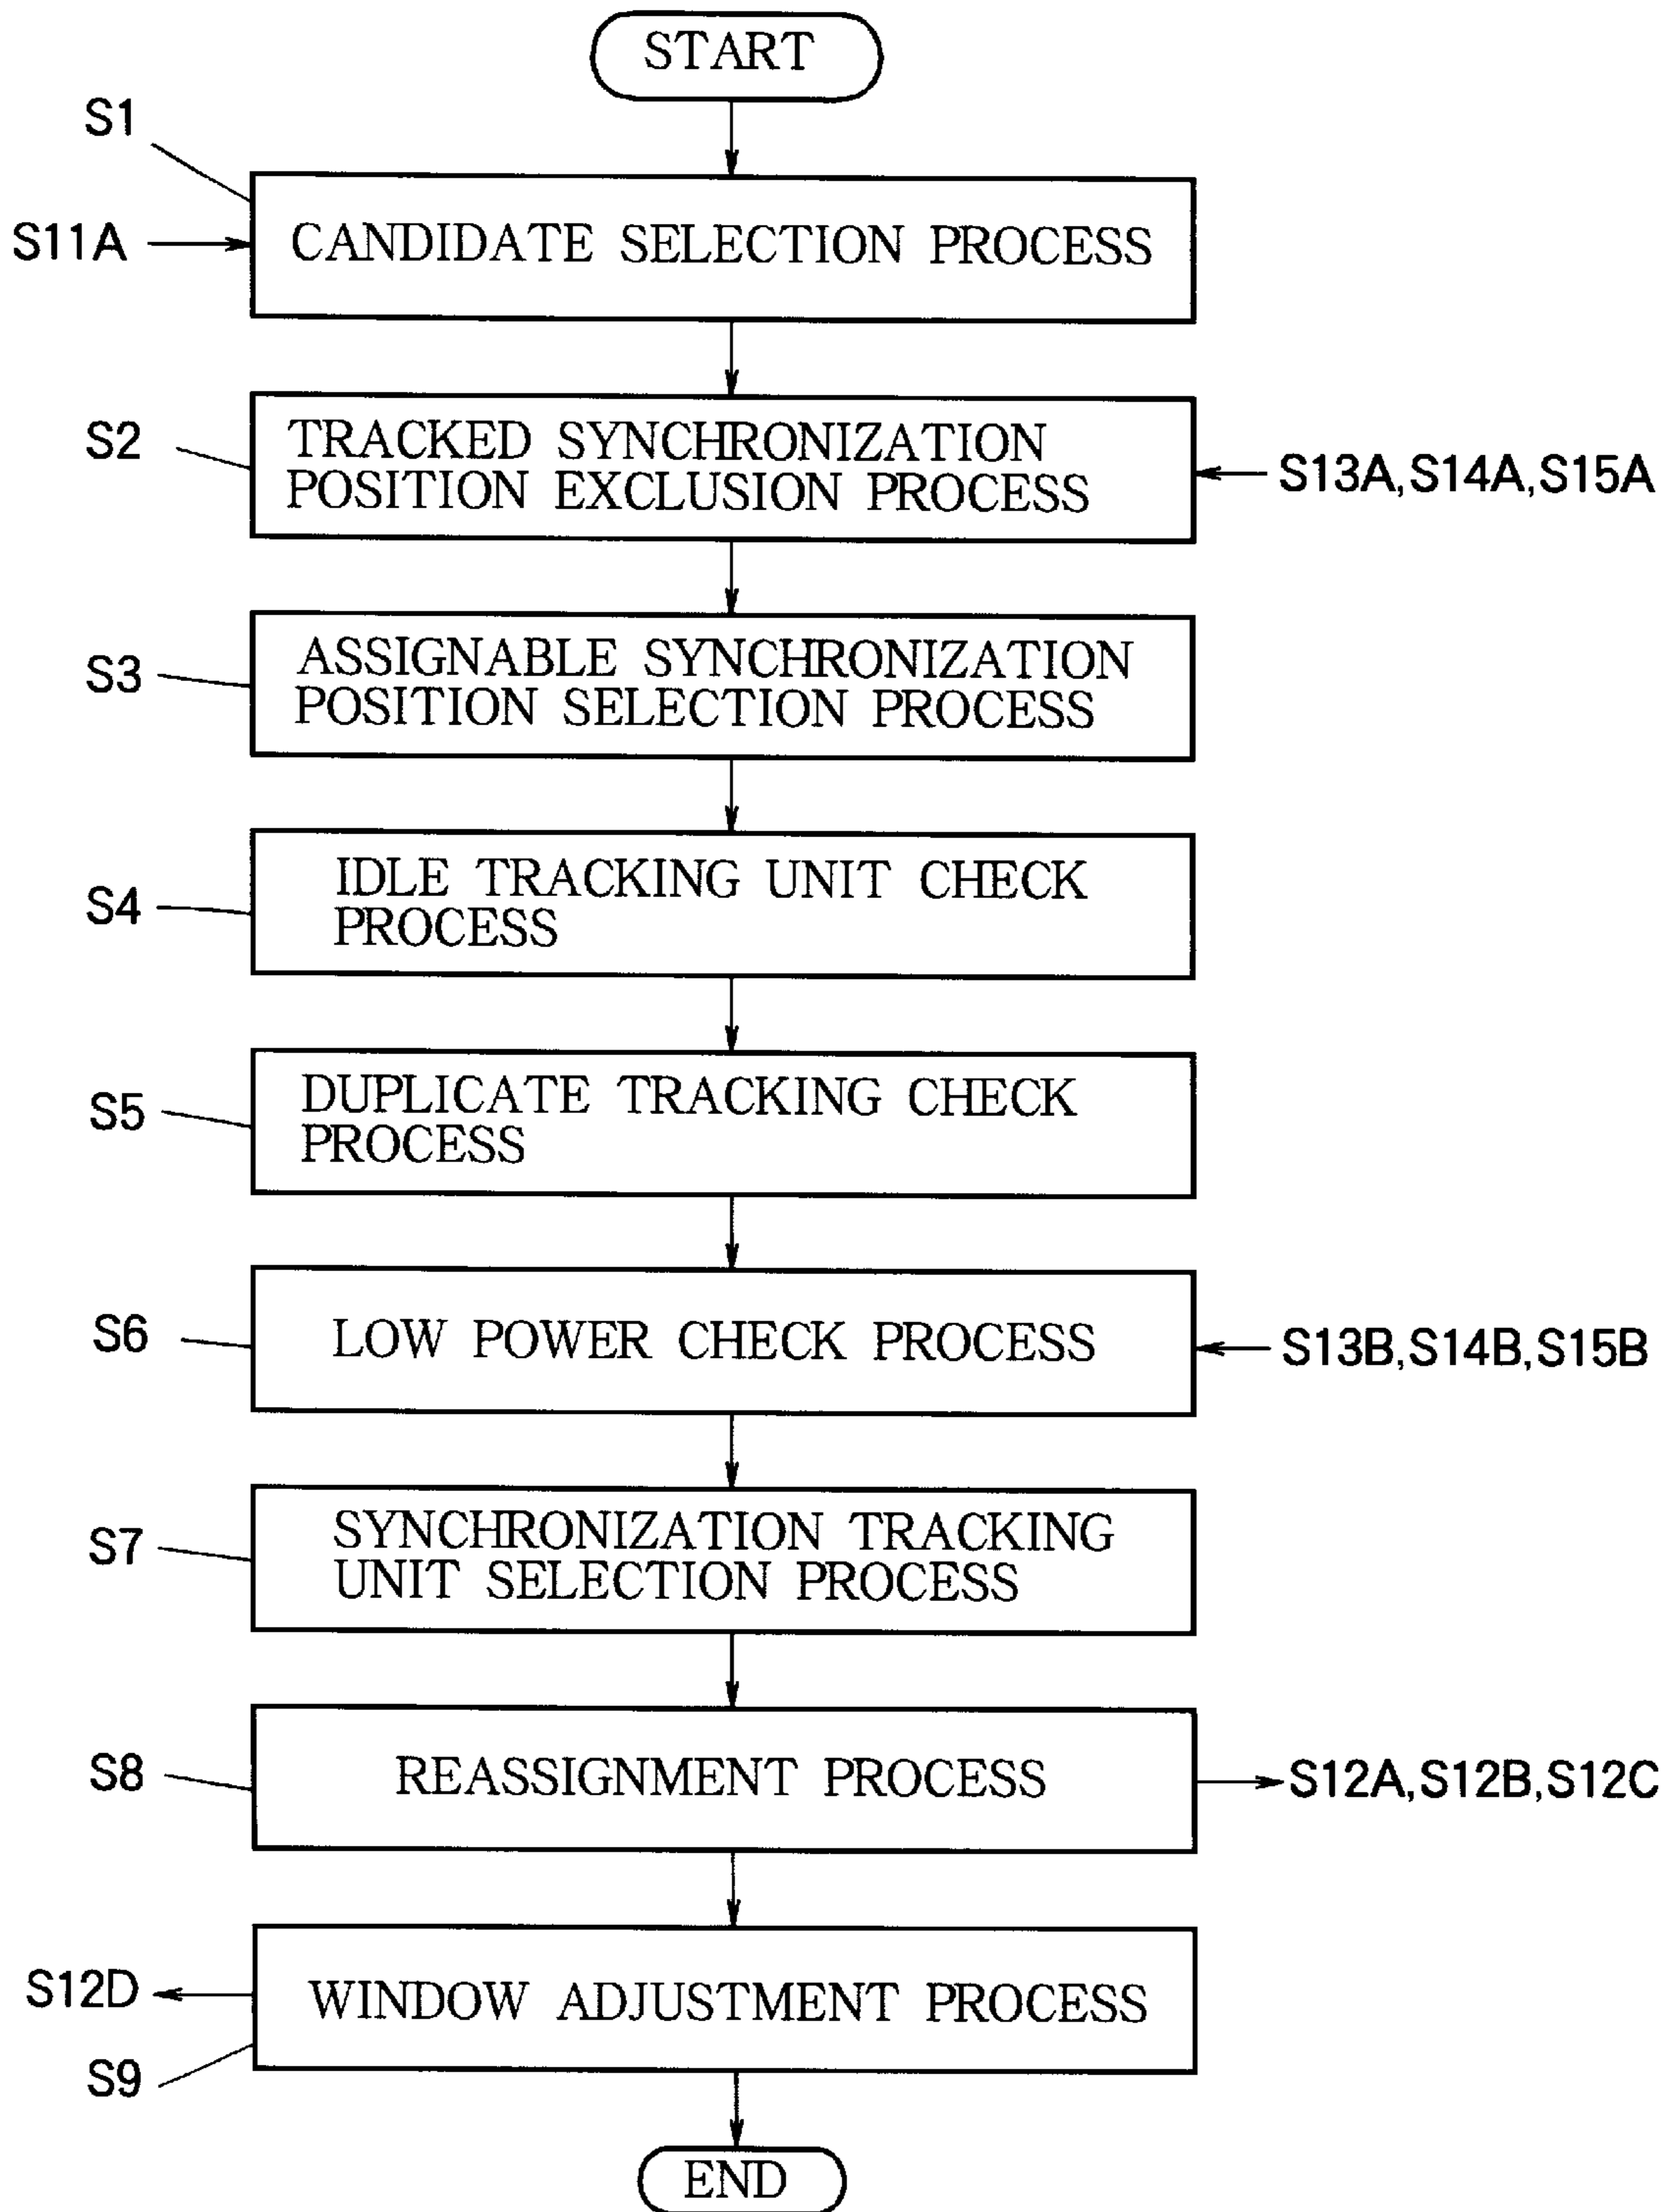 START
S1
S11A
CANDIDATE SELECTION PROCESS
S2
TRACKED SYNCHRONIZATION
POSITION EXCLUSION PROCESS
S13A,S14A,S15A
S3
ASSIGNABLE SYNCHRONIZATION
POSITION SELECTION PROCESS
S4
IDLE TRACKING UNIT CHECK
PROCESS
S5
DUPLICATE TRACKING CHECK
PROCESS
S6
LOW POWER CHECK PROCESS
S13B,S14B,S15B
S7
SYNCHRONIZATION TRACKING
UNIT SELECTION PROCESS
S8
REASSIGNMENT PROCESS
S12A,S12B,S12C
S12D
WINDOW ADJUSTMENT PROCESS
S9
END